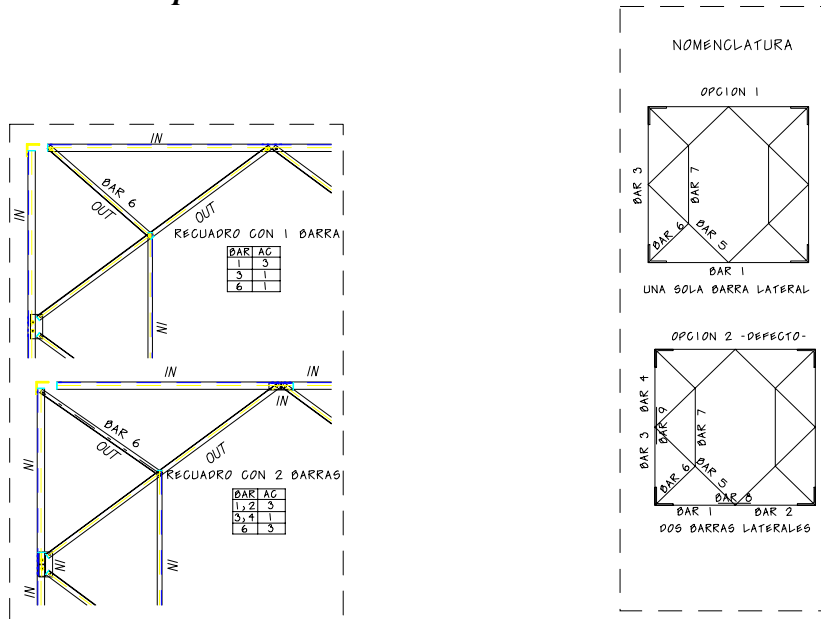 IN
IN
BAR 6
OUT
OUT
IN
RECUADRO CON 1 BARRA
BAR AC
1 3
3 1
6 1
IN
IN
IN
IN
BAR 6
OUT
OUT
IN
RECUADRO CON 2 BARRAS
BAR AC
1,2 3
3,4 1
6 3
IN
IN
IN
NOMENCLATURA
OPCION 1
BAR 3
BAR 7
BAR 6
BAR 5
BAR 1
UNA SOLA BARRA LATERAL
OPCION 2 -DEFECTO-
BAR 4
BAR 9
BAR 7
BAR 3
BAR 6
BAR 5
BAR 8
BAR 1
BAR 2
DOS BARRAS LATERALES